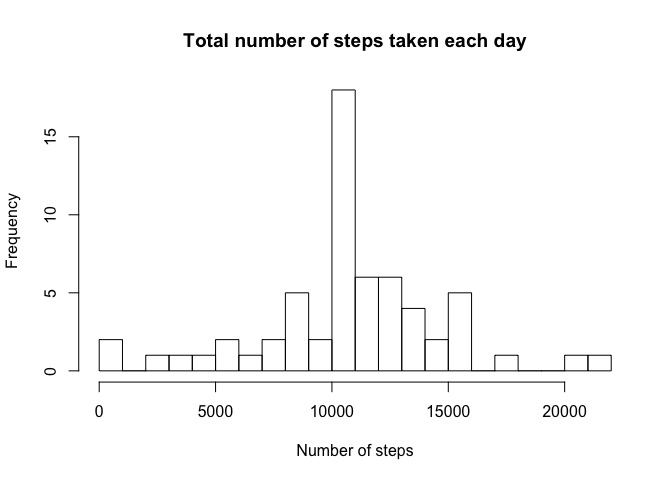 Total number of steps taken each day
Frequency
15
10
5
0
0 5000 10000 15000 20000
Number of steps